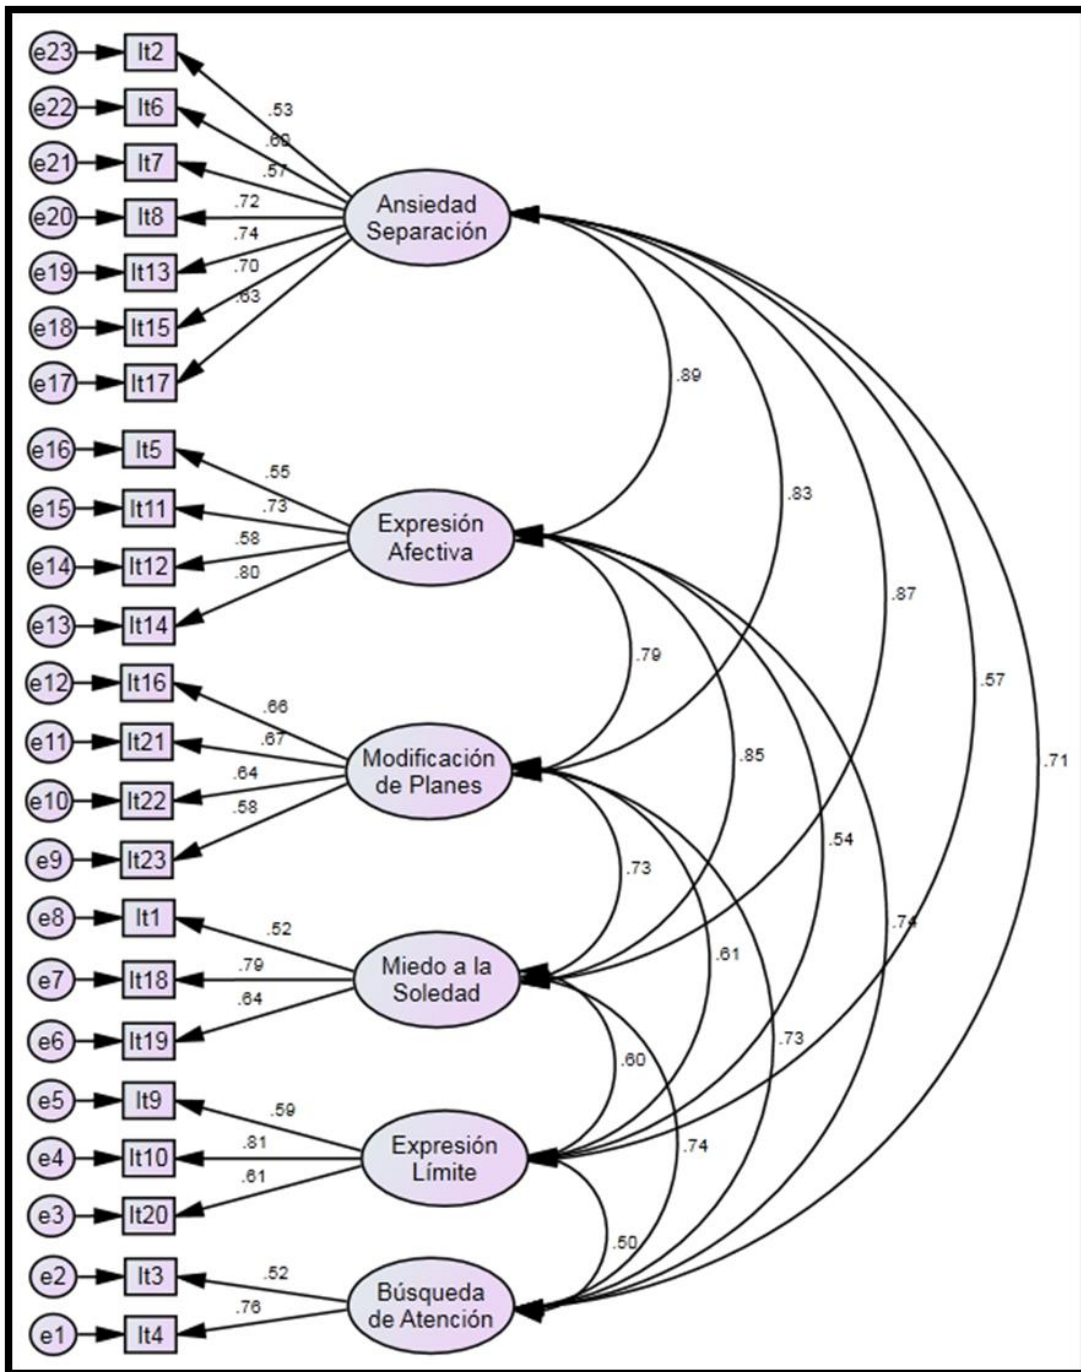 e23 It2
.53
e22 It6
.69
e21 It7
.57
e20 It8
.72
Ansiedad
Separación
e19 It13
.74
e18 It15
.70
e17 It17
.63
.89
e16 It5
.55
.83
e15 It11
.73
Expresión
Afectiva
e14 It12
.58
.87
e13 It14
.80
e12 It16
.66
.79
.57
e11 It21
.67
Modificación
de Planes
.85
.71
e10 It22
.64
e9 It23
.58
.54
.73
e8 It1
.52
.74
Miedo a la
Soledad
.61
e7 It18
.79
e6 It19
.64
.73
.60
e5 It9
.59
e4 It10
.81
Expresión
Límite
.74
e3 It20
.61
.50
e2 It3
.52
Búsqueda
de Atención
e1 It4
.76